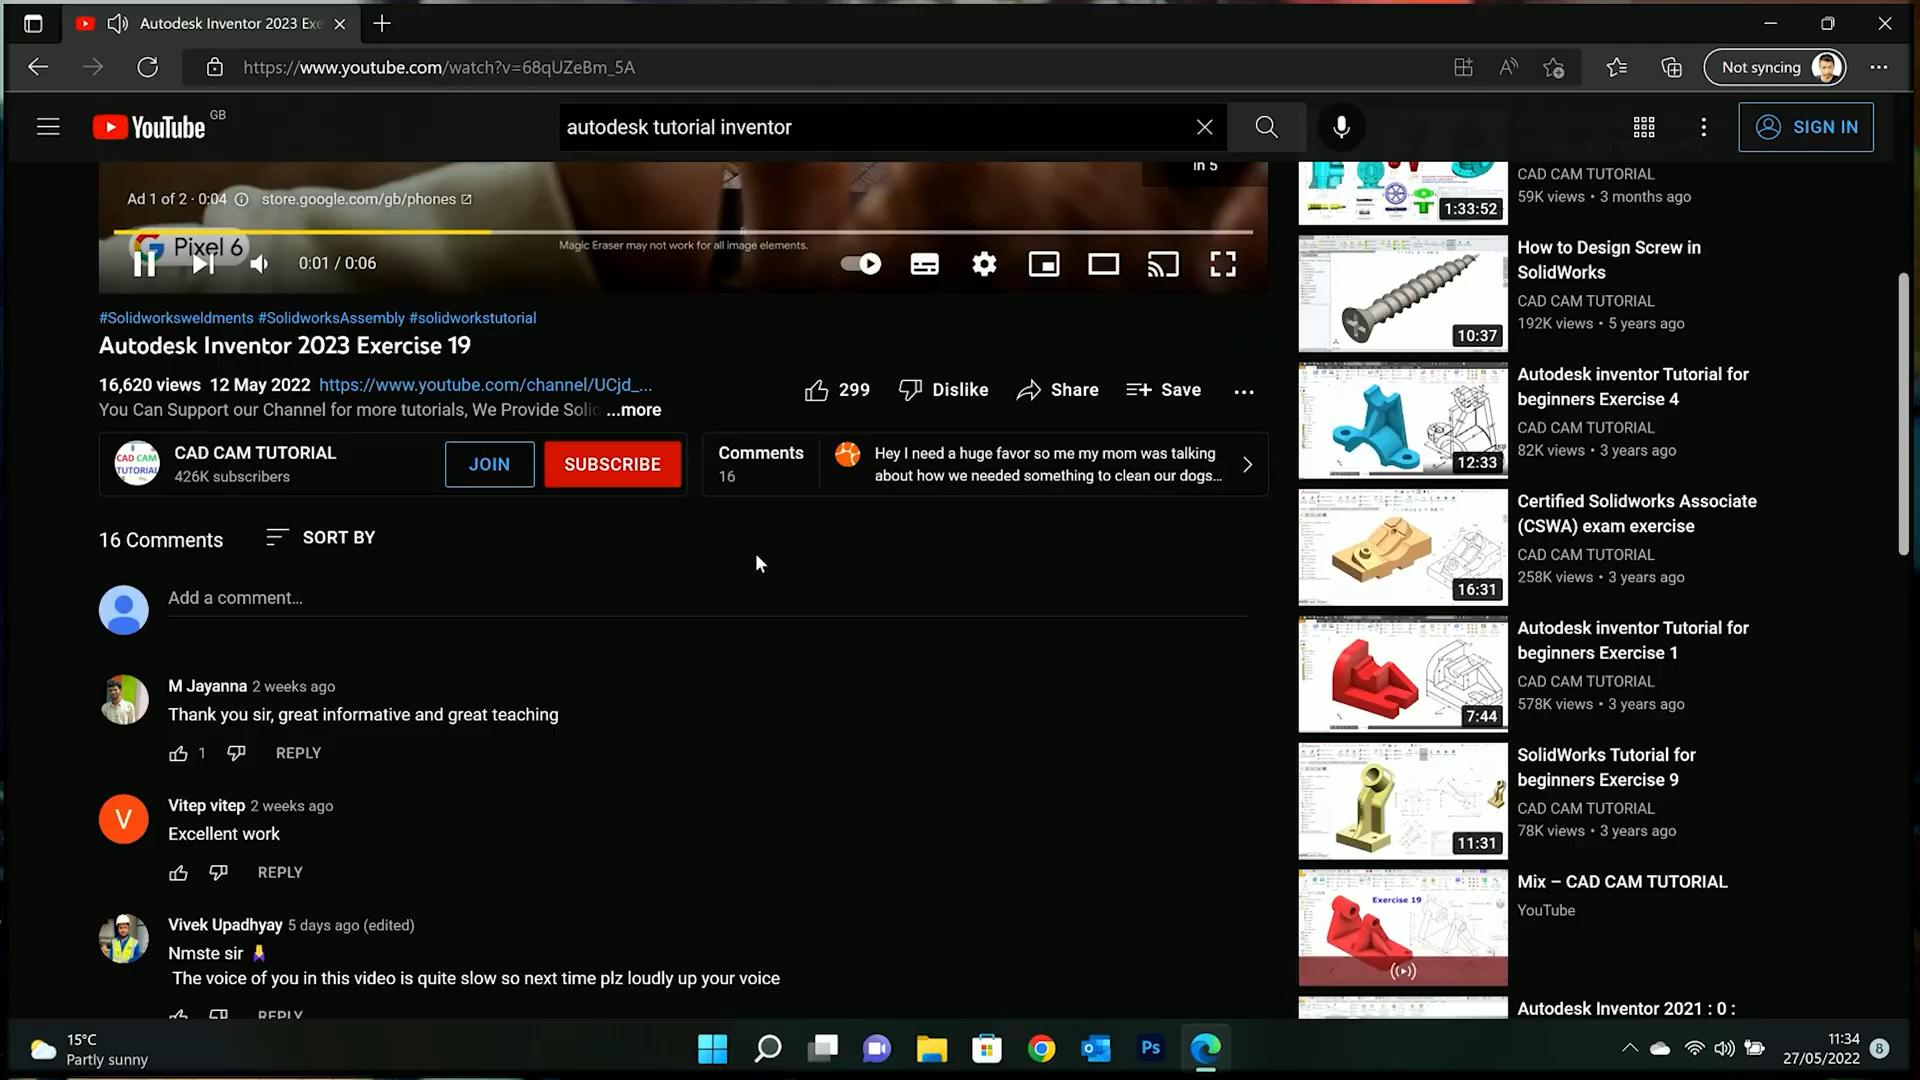 Autodesk Inventor 2023 Exe
https://www.youtube.com/watch?v=68qUZeBm_5A
Not syncing
YouTube GB
autodesk tutorial inventor
SIGN IN
in 5
Ad 1 of 2 · 0:04
store.google.com/gb/phones
Pixel 6
Magic Eraser may not work for all image elements.
0:01 / 0:06
#Solidworksweldments #SolidworksAssembly #solidworkstutorial
Autodesk Inventor 2023 Exercise 19
16,620 views 12 May 2022 https://www.youtube.com/channel/UCjd_...
You Can Support our Channel for more tutorials, We Provide Solid ...more
299 Dislike Share Save
CAD CAM TUTORIAL
CAD CAM TUTORIAL
426K subscribers
JOIN
SUBSCRIBE
Comments
16
Hey I need a huge favor so me my mom was talking
about how we needed something to clean our dogs...
16 Comments
SORT BY
Add a comment...
M Jayanna 2 weeks ago
Thank you sir, great informative and great teaching
1 REPLY
V
Vitep vitep 2 weeks ago
Excellent work
REPLY
Vivek Upadhyay 5 days ago (edited)
Nmste sir
The voice of you in this video is quite slow so next time plz loudly up your voice
REPLY
CAD CAM TUTORIAL
59K views • 3 months ago
1:33:52
How to Design Screw in
SolidWorks
CAD CAM TUTORIAL
192K views • 5 years ago
10:37
Autodesk inventor Tutorial for
beginners Exercise 4
CAD CAM TUTORIAL
82K views • 3 years ago
12:33
Certified Solidworks Associate
(CSWA) exam exercise
CAD CAM TUTORIAL
258K views • 3 years ago
16:31
Autodesk inventor Tutorial for
beginners Exercise 1
CAD CAM TUTORIAL
578K views • 3 years ago
7:44
SolidWorks Tutorial for
beginners Exercise 9
CAD CAM TUTORIAL
78K views • 3 years ago
11:31
Mix – CAD CAM TUTORIAL
YouTube
Exercise 19
Autodesk Inventor 2021 : 0 :
15°C
Partly sunny
Ps
11:34
27/05/2022
8